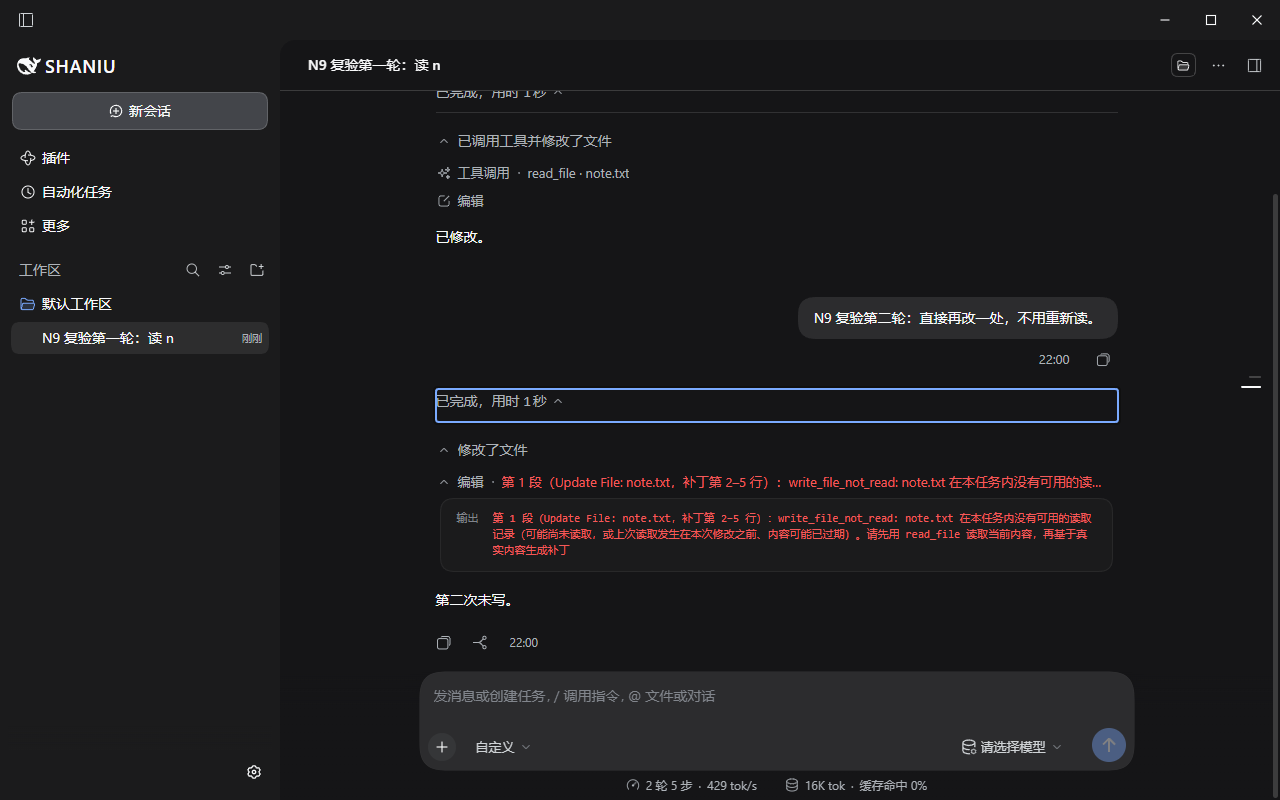 SHANIU
新会话
插件
自动化任务
更多
工作区
默认工作区
N9 复验第一轮：读 n
刚刚
N9 复验第一轮：读 n
已完成，用时 1 秒
已调用工具并修改了文件
工具调用 · read_file · note.txt
编辑
已修改。
N9 复验第二轮：直接再改一处，不用重新读。
22:00
已完成，用时 1 秒
修改了文件
编辑 · 第 1 段（Update File: note.txt，补丁第 2–5 行）：write_file_not_read: note.txt 在本任务内没有可用的读...
输出
第 1 段（Update File: note.txt，补丁第 2–5 行）：write_file_not_read: note.txt 在本任务内没有可用的读取
记录（可能尚未读取，或上次读取发生在本次修改之前、内容可能已过期）。请先用 read_file 读取当前内容，再基于真
实内容生成补丁
第二次未写。
22:00
发消息或创建任务, / 调用指令, @ 文件或对话
自定义
请选择模型
2 轮 5 步 · 429 tok/s
16K tok · 缓存命中 0%